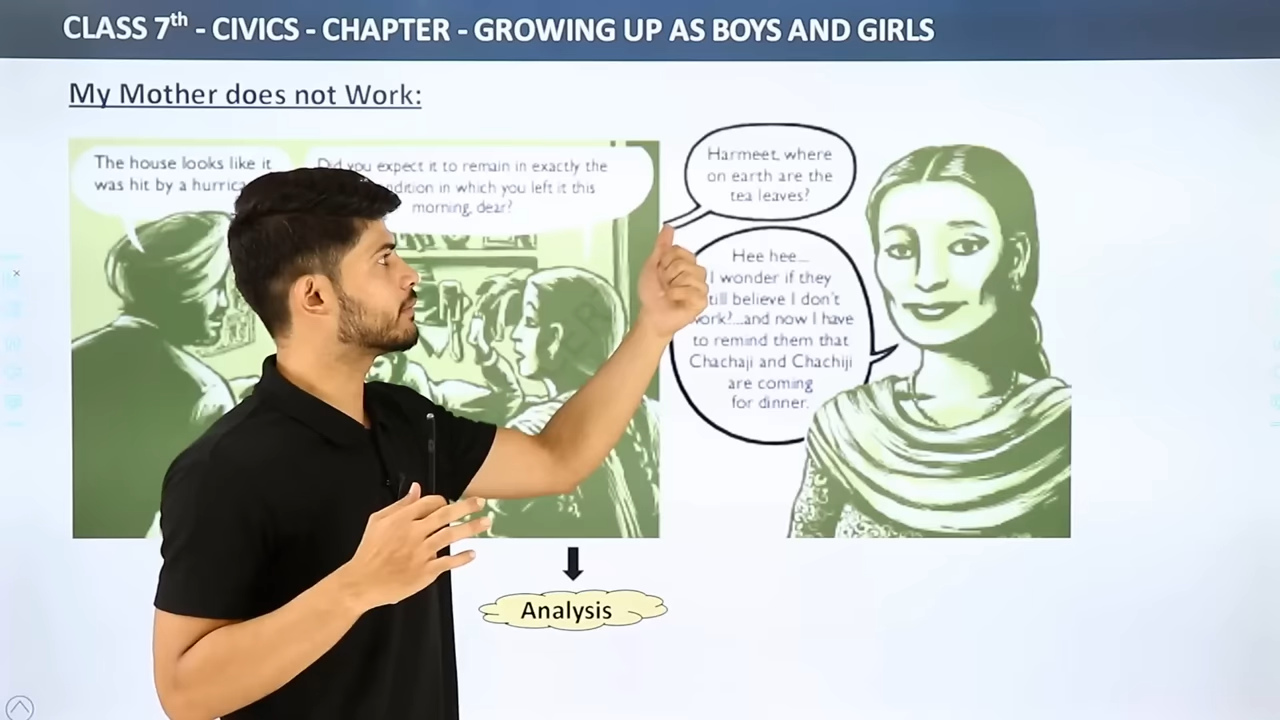 CLASS 7th - CIVICS - CHAPTER - GROWING UP AS BOYS AND GIRLS
My Mother does not Work:
The house looks like it
was hit by a
Did you expect it to remain in exactly the
in which you left it this
morning, dear?
Harmeet, where
on earth are the
tea leaves?
Hee hee...
I wonder if they
believe I don't
...and now I have
to remind them that
Chachaji and Chachiji
are coming
for dinner.
Analysis